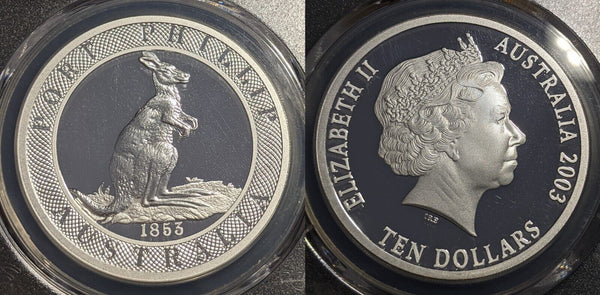 PORT PHILLIP
AUSTRALIA
1853
ELIZABETH II
AUSTRALIA 2003
TEN DOLLARS
IRB